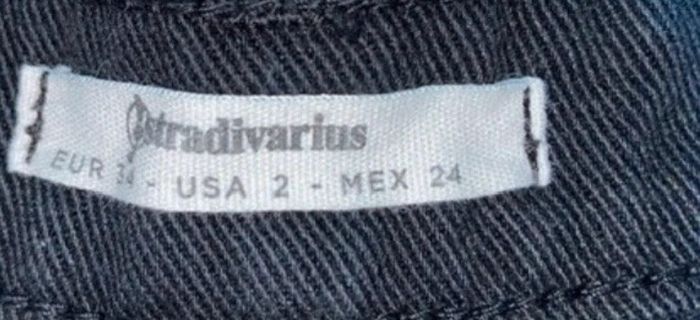 stradivarius
EUR 34 - USA 2 - MEX 24